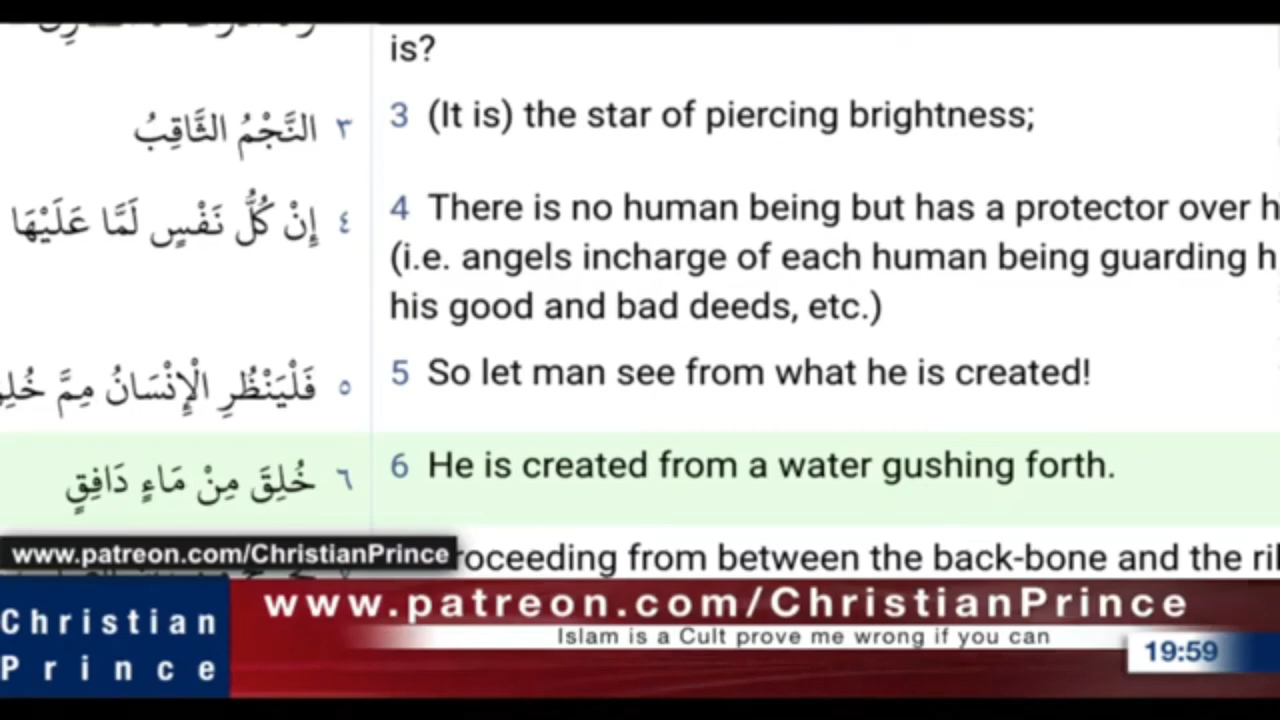 is?
النَّجْمُ الثَّاقِبُ ٣
3 (It is) the star of piercing brightness;
إِنْ كُلُّ نَفْسٍ لَمَّا عَلَيْهَا ٤
4 There is no human being but has a protector over h
(i.e. angels incharge of each human being guarding h
his good and bad deeds, etc.)
فَلْيَنْظُرِ الْإِنْسَانُ مِمَّ ٥
5 So let man see from what he is created!
خُلِقَ مِنْ مَاءٍ دَافِقٍ ٦
6 He is created from a water gushing forth.
www.patreon.com/ChristianPrince
roceeding from between the back-bone and the ri
www.patreon.com/ChristianPrince
Islam is a Cult prove me wrong if you can
Christian
Prince
19:59